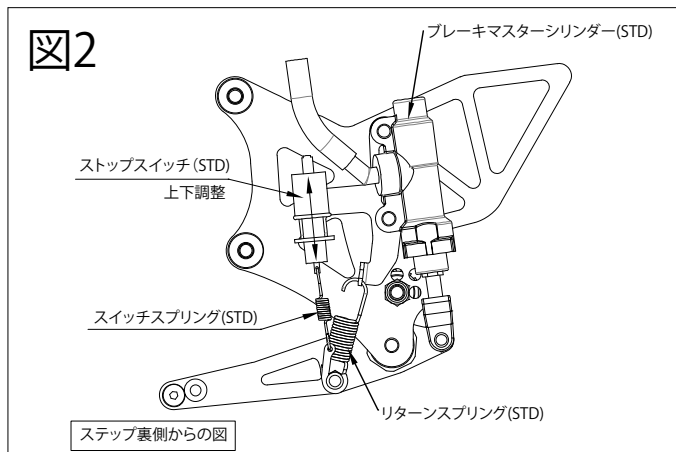 図2
ブレーキマスターシリンダー(STD)
ストップスイッチ(STD)
上下調整
スイッチスプリング(STD)
リターンスプリング(STD)
ステップ裏側からの図